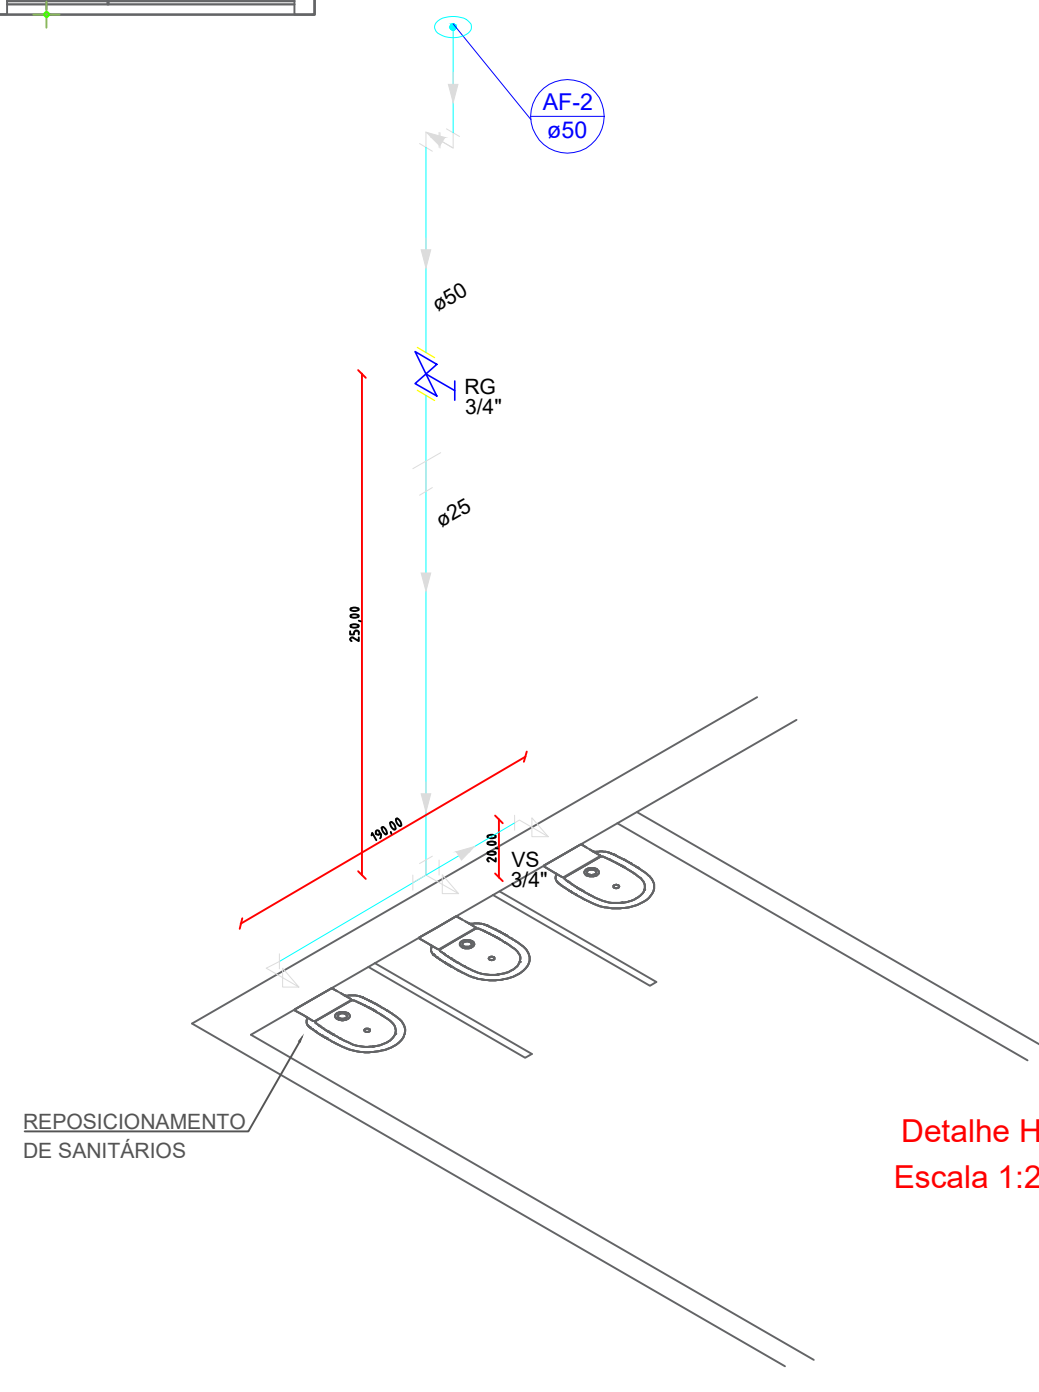 AF-2
ø50
ø50
RG
3/4"
ø25
250,00
190,00
20,00
VS
3/4"
REPOSICIONAMENTO
DE SANITÁRIOS
Detalhe H
Escala 1:2